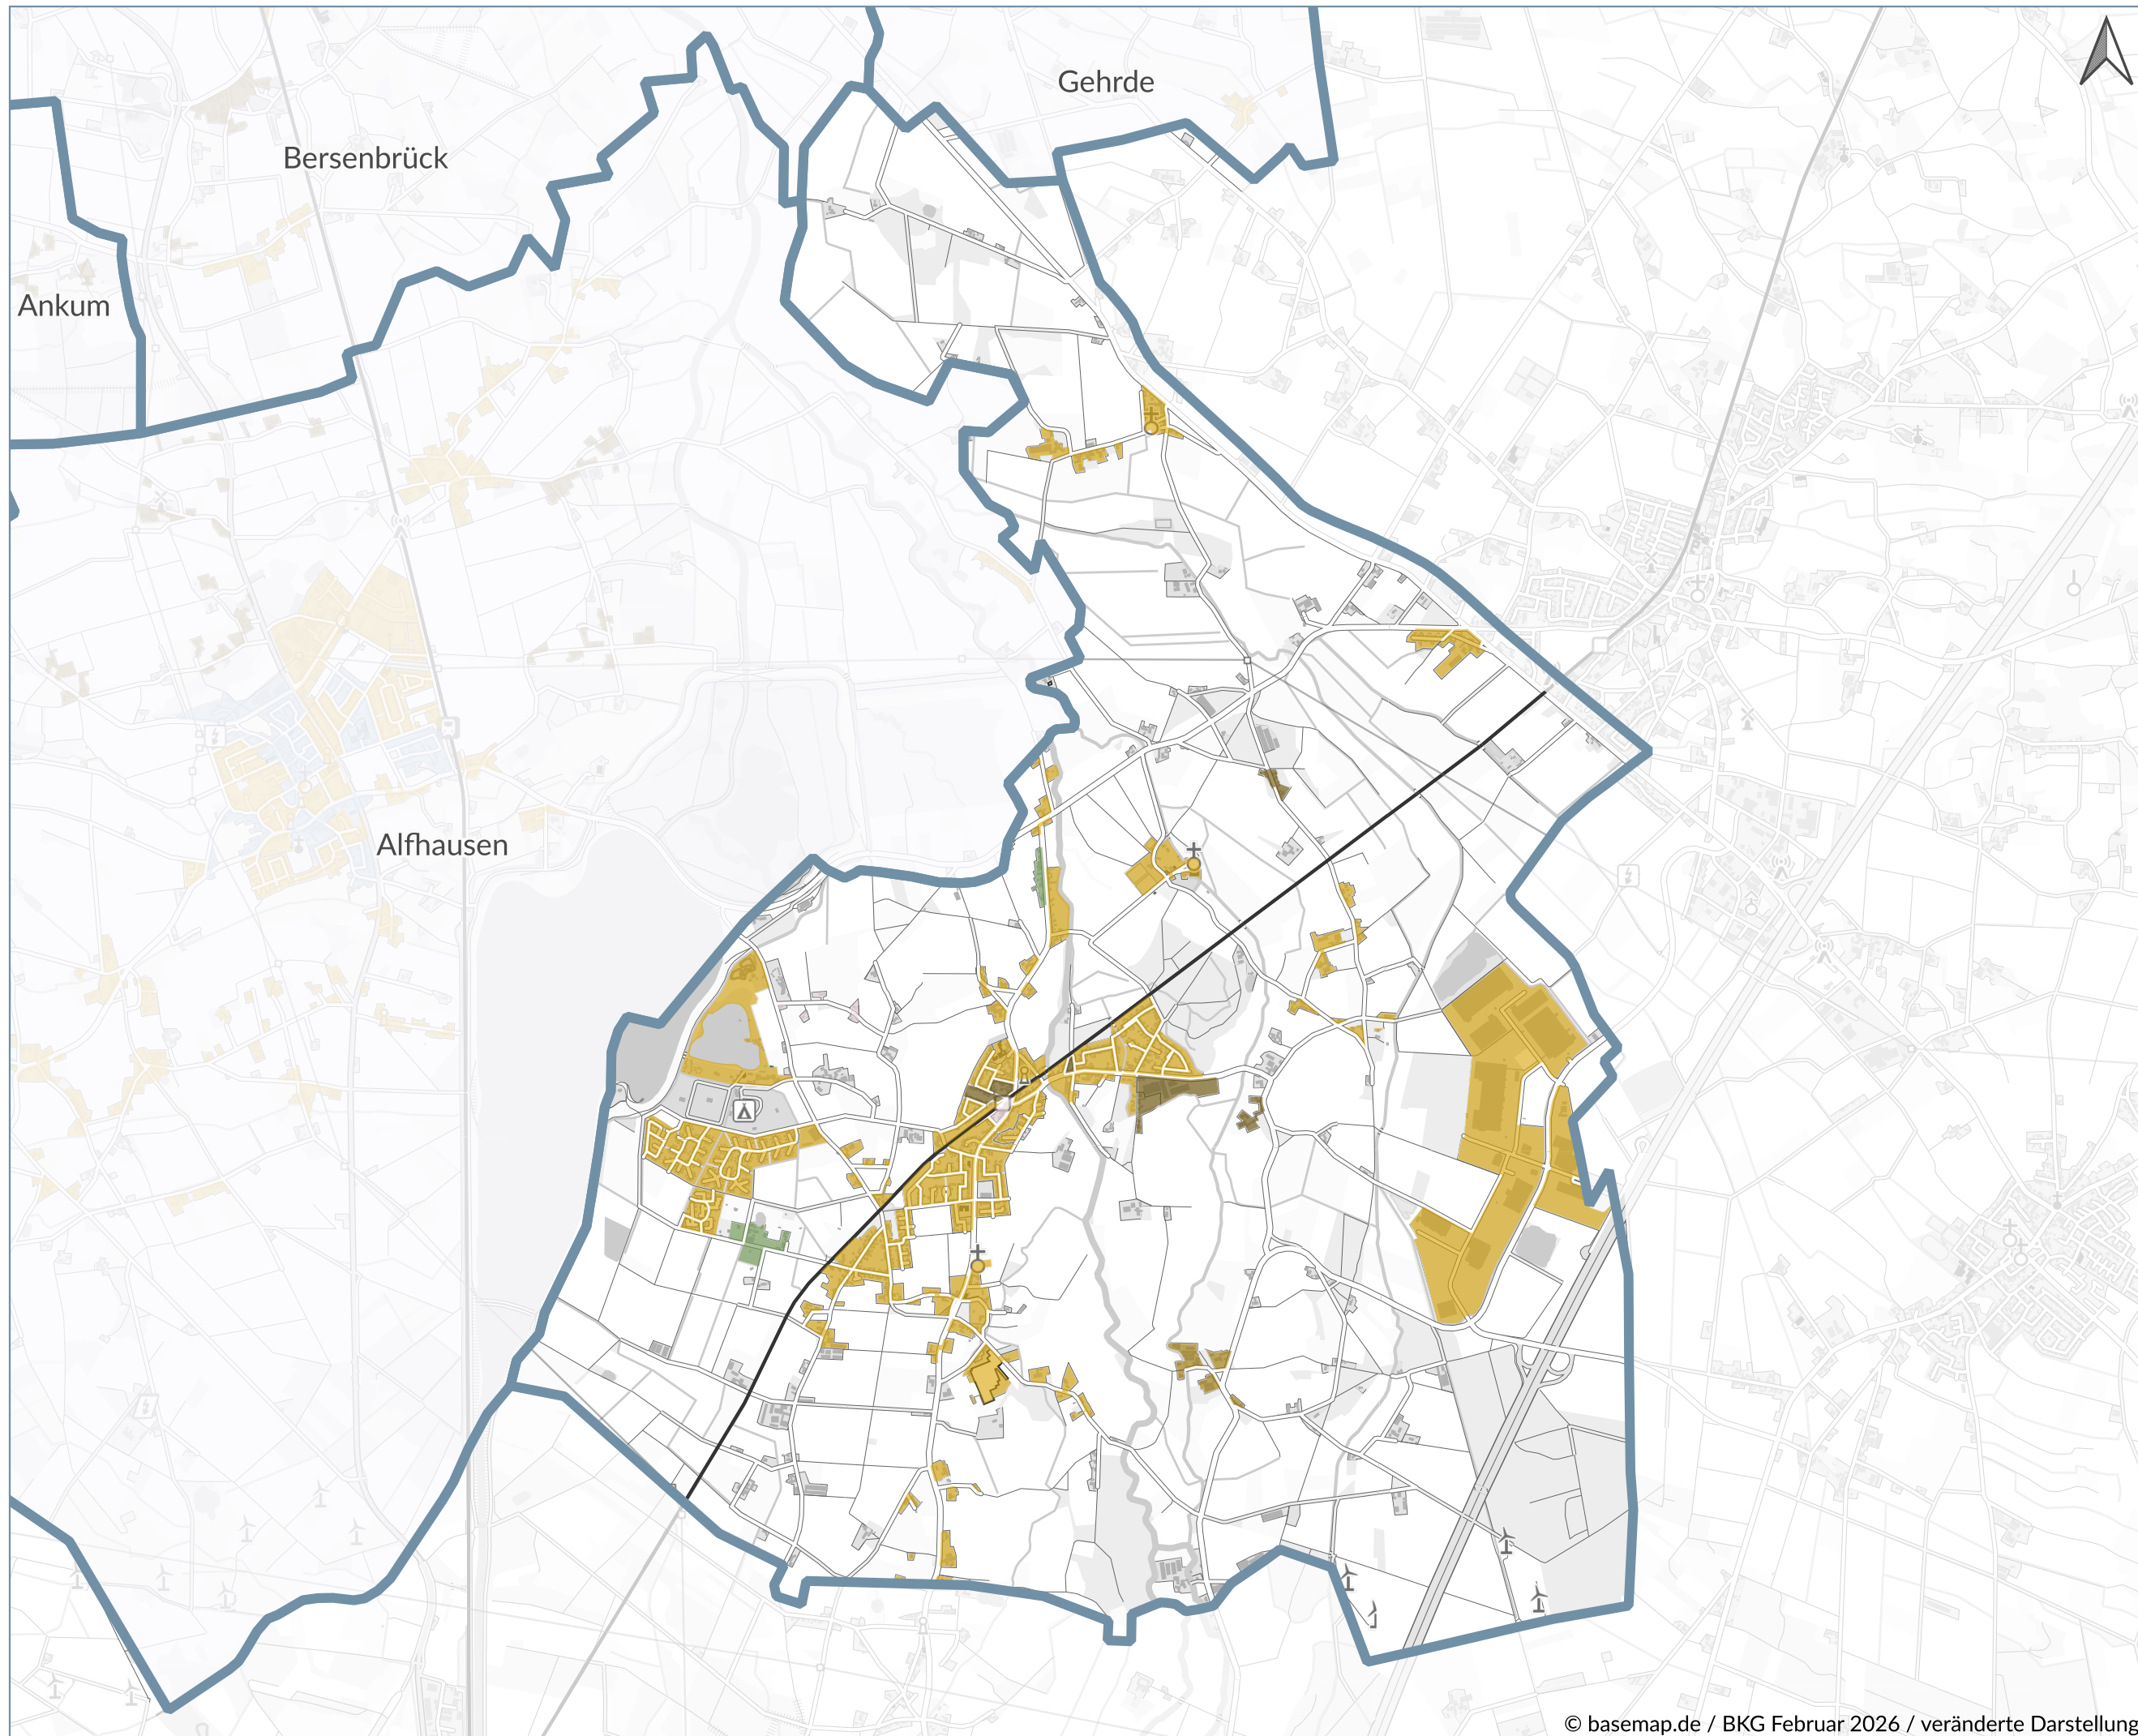 Gehrde
Bersenbrück
Ankum
Alfhausen
© basemap.de / BKG Februar 2026 / veränderte Darstellung